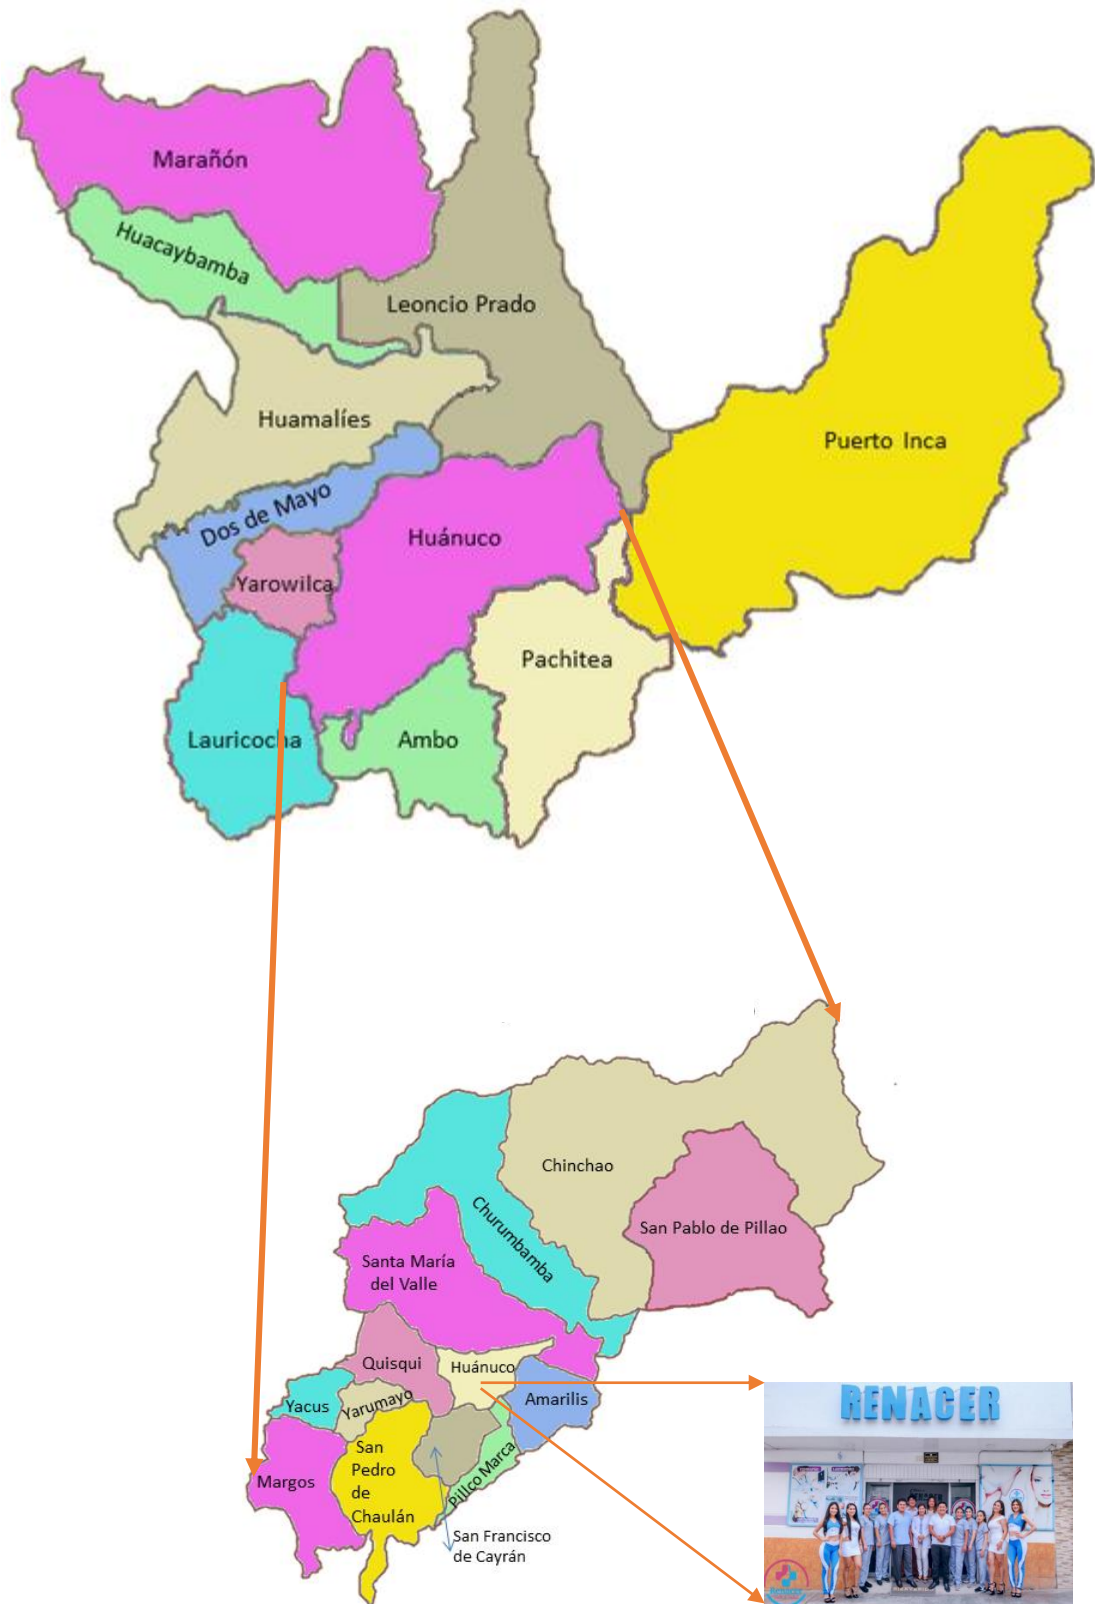 Marañón
Huacaybamba
Leoncio Prado
Huamalíes
Puerto Inca
Dos de Mayo
Huánuco
Yarowilca
Pachitea
Lauricocha
Ambo
Chinchao
Churumbamba
San Pablo de Pillao
Santa María
del Valle
Quisqui
Huánuco
Yacus
Yarumayo
Amarilis
San
Pedro
de
Chaulán
Margos
Pillco Marca
San Francisco
de Cayrán
RENACER
RENACER
Renacer